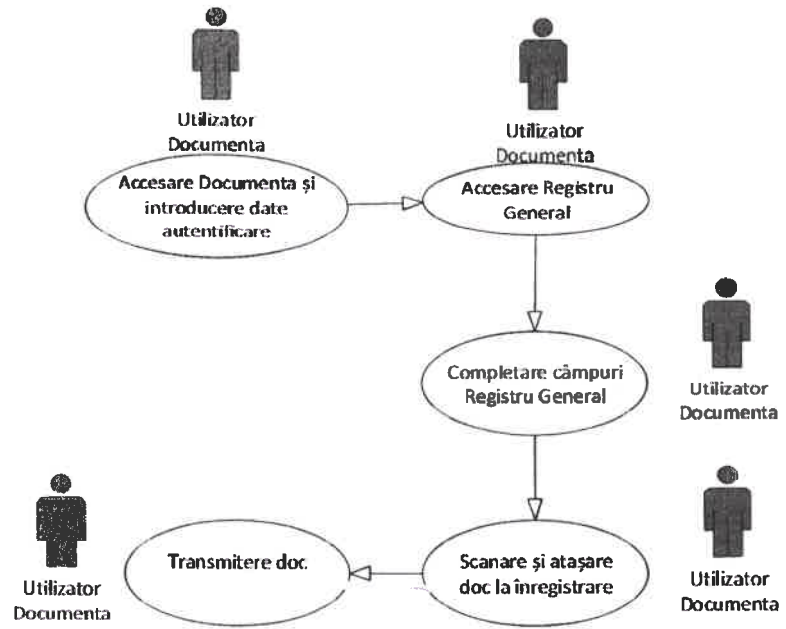 Utilizator
Documenta
Utilizator
Documenta
Accesare Documenta și
introducere date
autentificare
Accesare Registru
General
Completare câmpuri
Registru General
Utilizator
Documenta
Transmitere doc.
Scanare și atașare
doc la înregistrare
Utilizator
Documenta
Utilizator
Documenta